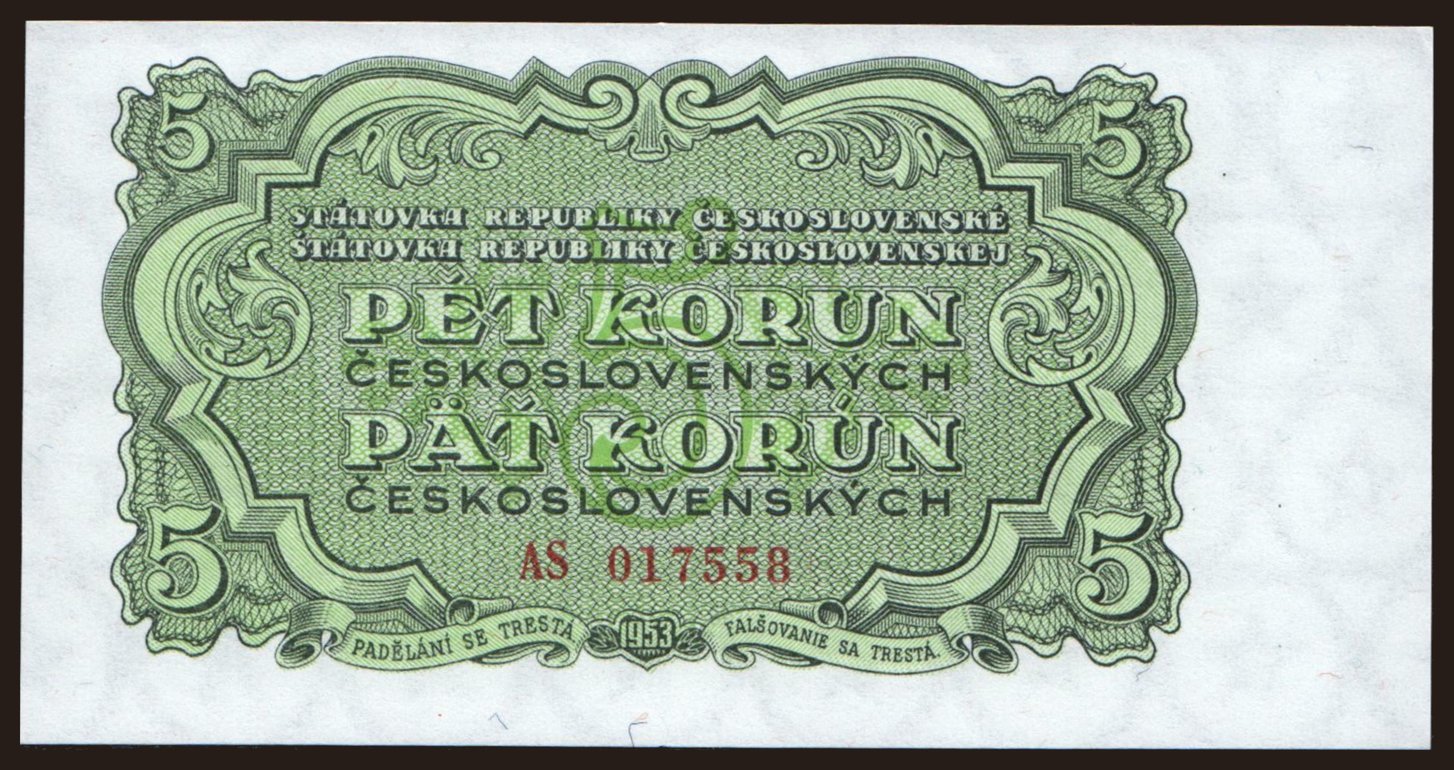 5 5
STÁTOVKA REPUBLIKY ČESKOSLOVENSKÉ
ŠTÁTOVKA REPUBLIKY ČESKOSLOVENSKEJ
PĚT KORUN
ČESKOSLOVENSKÝCH
PÄŤ KORÚN
ČESKOSLOVENSKÝCH
5 AS 017558 5
PADĚLÁNÍ SE TRESTÁ 1953 FALŠOVANIE SA TRESTÁ.